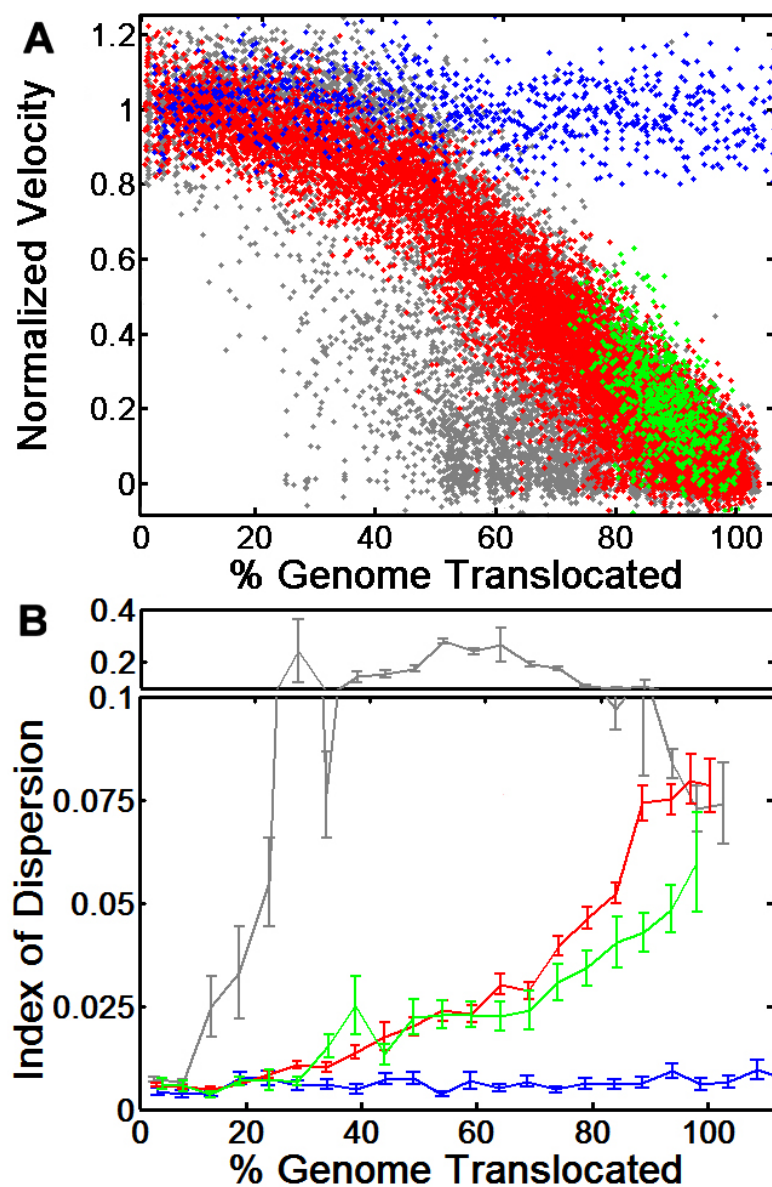 A
Normalized Velocity
1.2
1
0.8
0.6
0.4
0.2
0
0 20 40 60 80 100
% Genome Translocated
B
Index of Dispersion
0.4
0.2
0.1
0.075
0.05
0.025
0
0 20 40 60 80 100
% Genome Translocated